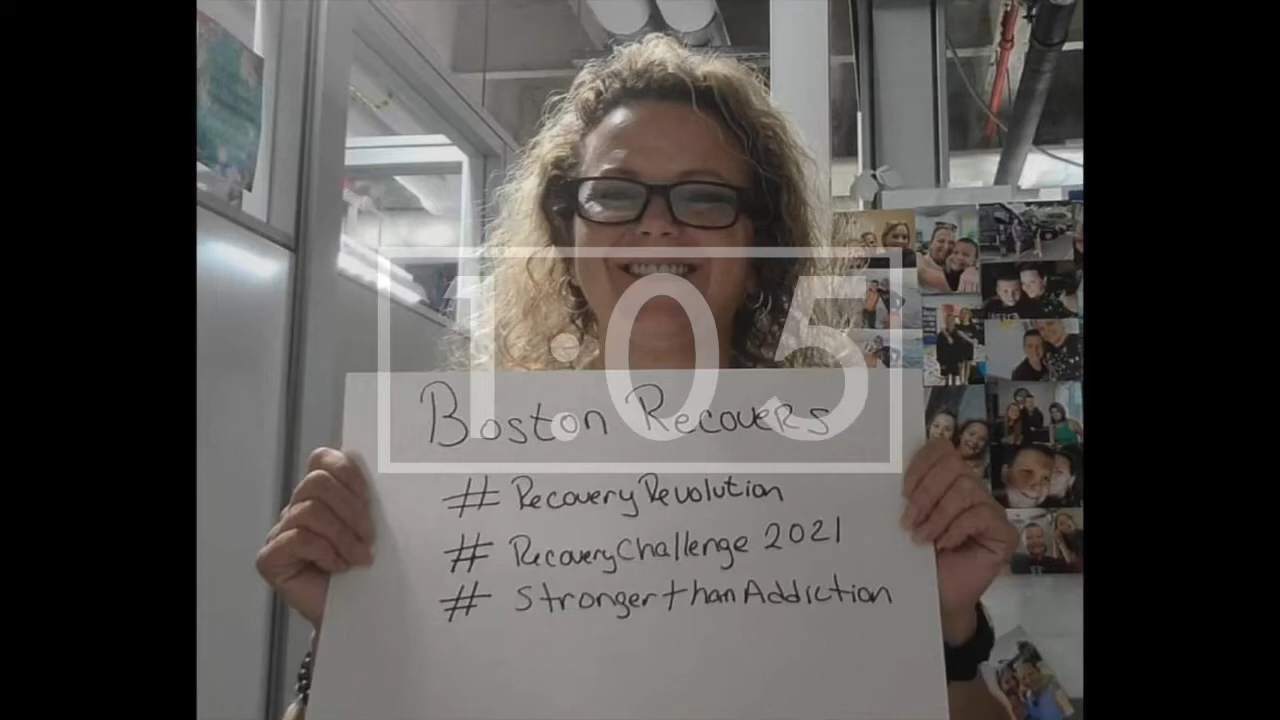 1:05
Boston Recovers
# RecoveryRevolution
# RecoveryChallenge 2021
# StrongerthanAddiction